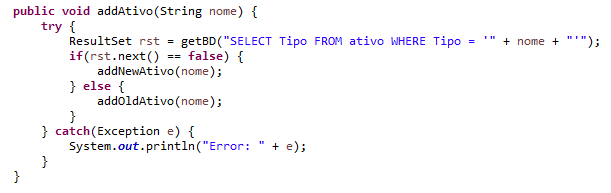 public void addAtivo(String nome) {
    try {
        ResultSet rst = getBD("SELECT Tipo FROM ativo WHERE Tipo = '" + nome + "'");
        if(rst.next() == false) {
            addNewAtivo(nome);
        } else {
            addOldAtivo(nome);
        }
    } catch(Exception e) {
        System.out.println("Error: " + e);
    }
}